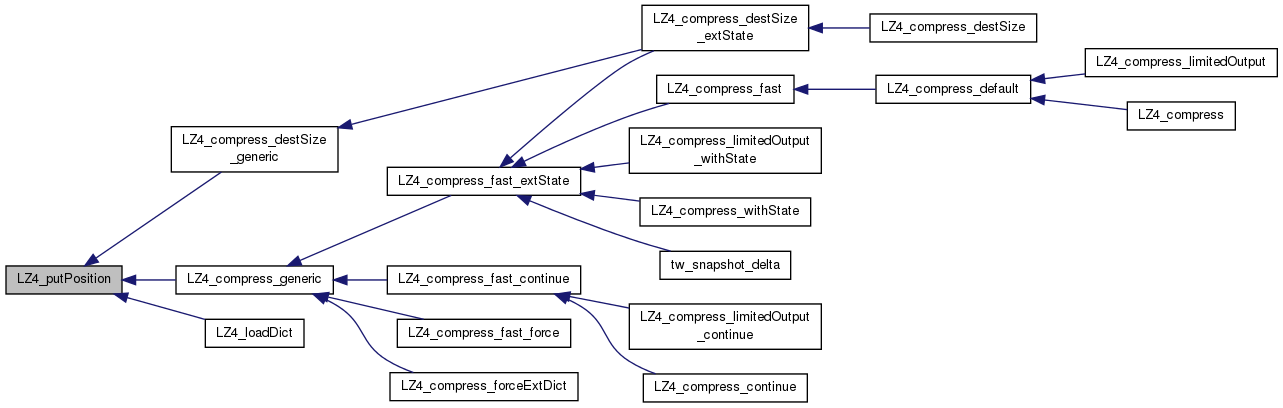 LZ4_compress_destSize
_extState
LZ4_compress_destSize
LZ4_compress_limitedOutput
LZ4_compress_fast
LZ4_compress_default
LZ4_compress
LZ4_compress_destSize
_generic
LZ4_compress_limitedOutput
_withState
LZ4_compress_fast_extState
LZ4_compress_withState
tw_snapshot_delta
LZ4_putPosition
LZ4_compress_generic
LZ4_compress_fast_continue
LZ4_loadDict
LZ4_compress_fast_force
LZ4_compress_limitedOutput
_continue
LZ4_compress_forceExtDict
LZ4_compress_continue